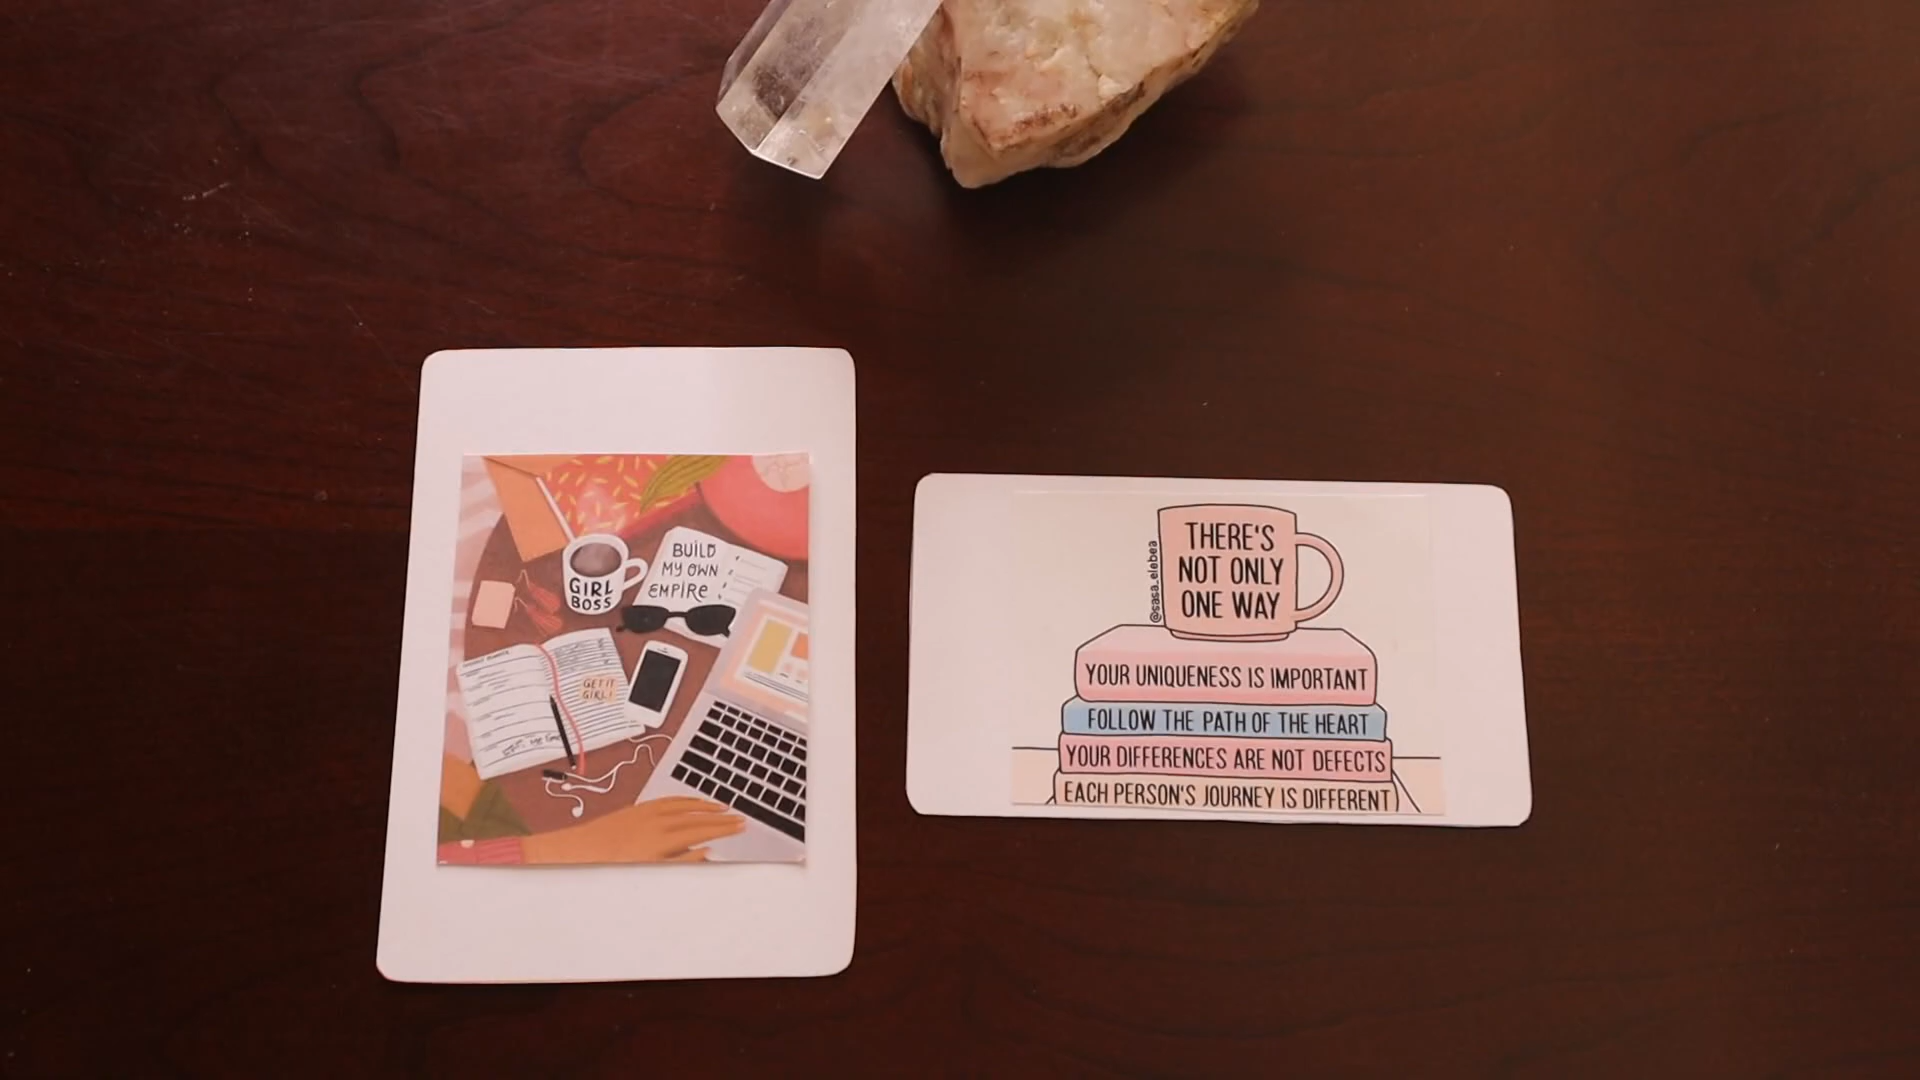 GIRL
BOSS
BUILD
MY OWN
EMPIRE
GET IT
GIRL!
@sasa_elebea
THERE'S
NOT ONLY
ONE WAY
YOUR UNIQUENESS IS IMPORTANT
FOLLOW THE PATH OF THE HEART
YOUR DIFFERENCES ARE NOT DEFECTS
EACH PERSON'S JOURNEY IS DIFFERENT